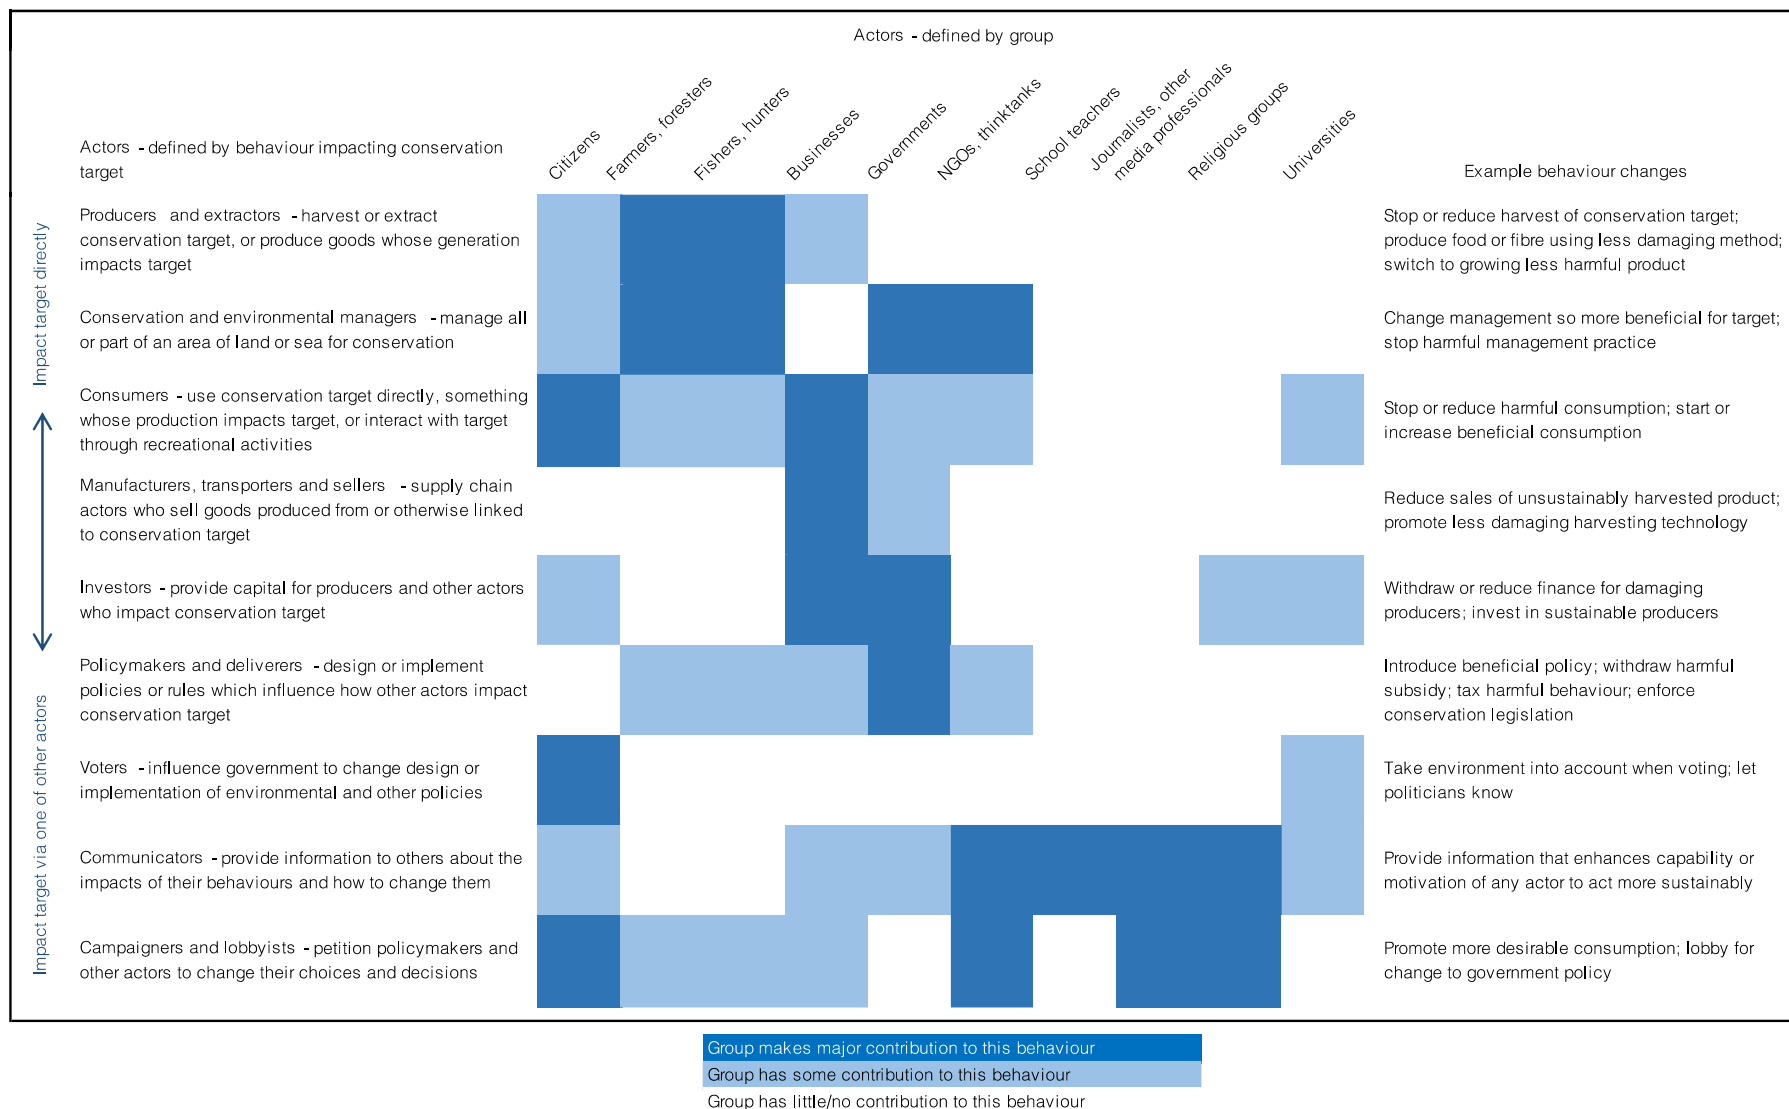 Actors - defined by group
Actors - defined by behaviour impacting conservation
target
Citizens
Farmers, foresters
Fishers, hunters
Businesses
Governments
NGOs, thinktanks
School teachers
Journalists, other
media professionals
Religious groups
Universities
Example behaviour changes
Impact target directly
Impact target via one of other actors
Producers and extractors - harvest or extract
conservation target, or produce goods whose generation
impacts target
Stop or reduce harvest of conservation target;
produce food or fibre using less damaging method;
switch to growing less harmful product
Conservation and environmental managers - manage all
or part of an area of land or sea for conservation
Change management so more beneficial for target;
stop harmful management practice
Consumers - use conservation target directly, something
whose production impacts target, or interact with target
through recreational activities
Stop or reduce harmful consumption; start or
increase beneficial consumption
Manufacturers, transporters and sellers - supply chain
actors who sell goods produced from or otherwise linked
to conservation target
Reduce sales of unsustainably harvested product;
promote less damaging harvesting technology
Investors - provide capital for producers and other actors
who impact conservation target
Withdraw or reduce finance for damaging
producers; invest in sustainable producers
Policymakers and deliverers - design or implement
policies or rules which influence how other actors impact
conservation target
Introduce beneficial policy; withdraw harmful
subsidy; tax harmful behaviour; enforce
conservation legislation
Voters - influence government to change design or
implementation of environmental and other policies
Take environment into account when voting; let
politicians know
Communicators - provide information to others about the
impacts of their behaviours and how to change them
Provide information that enhances capability or
motivation of any actor to act more sustainably
Campaigners and lobbyists - petition policymakers and
other actors to change their choices and decisions
Promote more desirable consumption; lobby for
change to government policy
Group makes major contribution to this behaviour
Group has some contribution to this behaviour
Group has little/no contribution to this behaviour